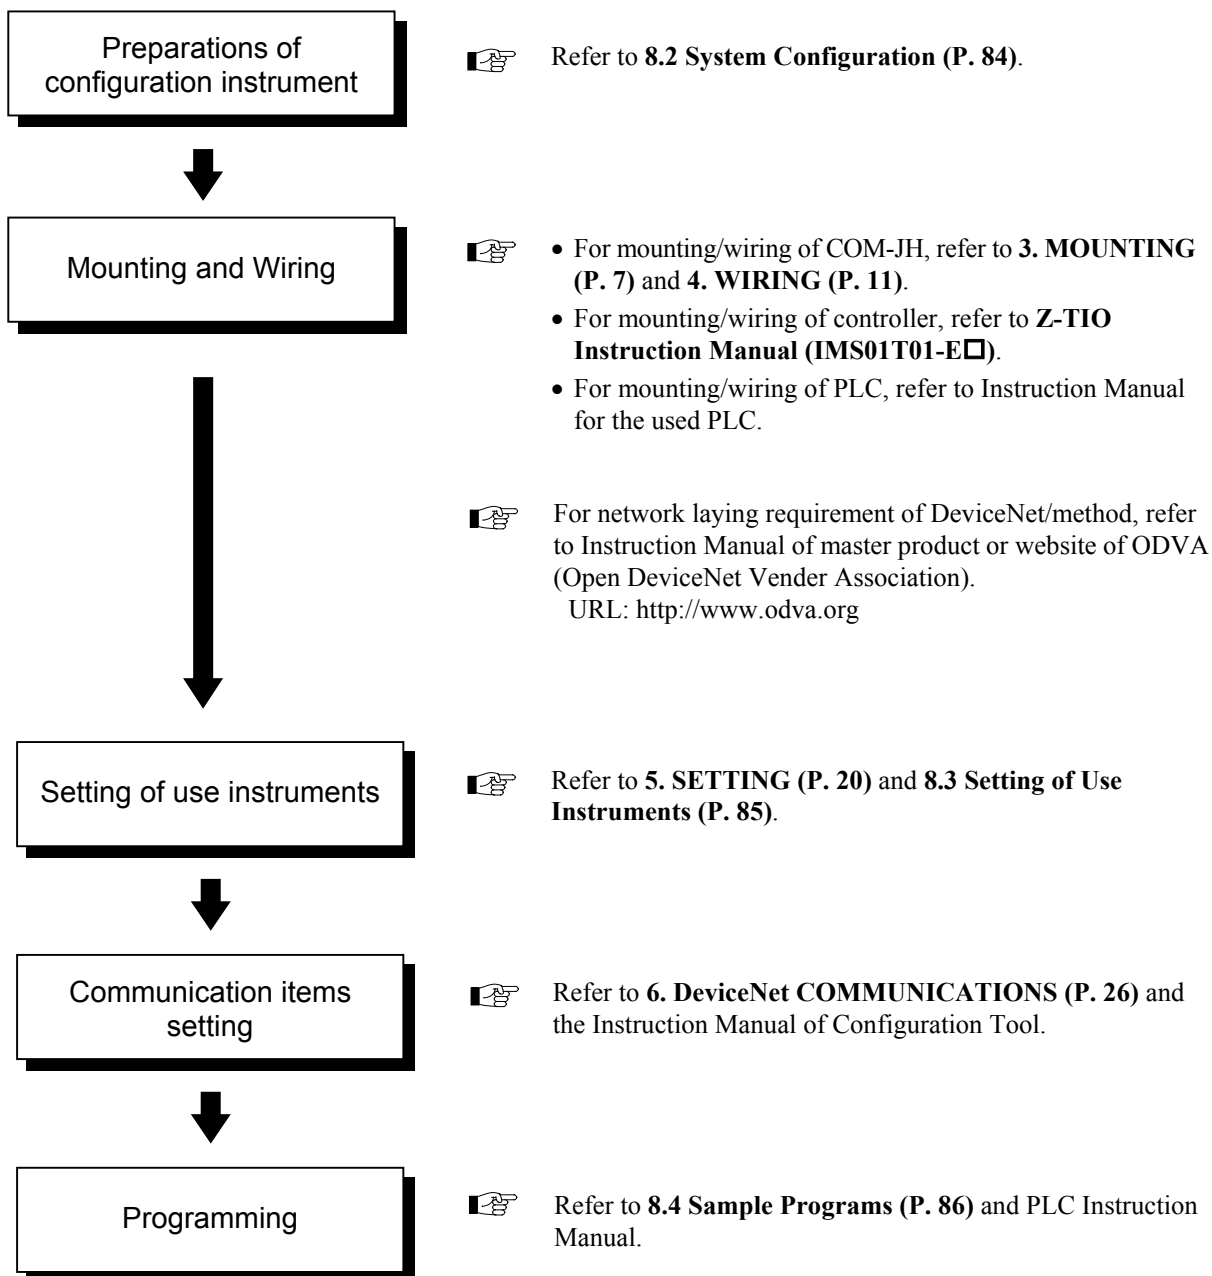 Preparations of
configuration instrument
Refer to 8.2 System Configuration (P. 84).
Mounting and Wiring
• For mounting/wiring of COM-JH, refer to 3. MOUNTING
(P. 7) and 4. WIRING (P. 11).
• For mounting/wiring of controller, refer to Z-TIO
Instruction Manual (IMS01T01-E□).
• For mounting/wiring of PLC, refer to Instruction Manual
for the used PLC.
For network laying requirement of DeviceNet/method, refer
to Instruction Manual of master product or website of ODVA
(Open DeviceNet Vender Association).
URL: http://www.odva.org
Setting of use instruments
Refer to 5. SETTING (P. 20) and 8.3 Setting of Use
Instruments (P. 85).
Communication items
setting
Refer to 6. DeviceNet COMMUNICATIONS (P. 26) and
the Instruction Manual of Configuration Tool.
Programming
Refer to 8.4 Sample Programs (P. 86) and PLC Instruction
Manual.